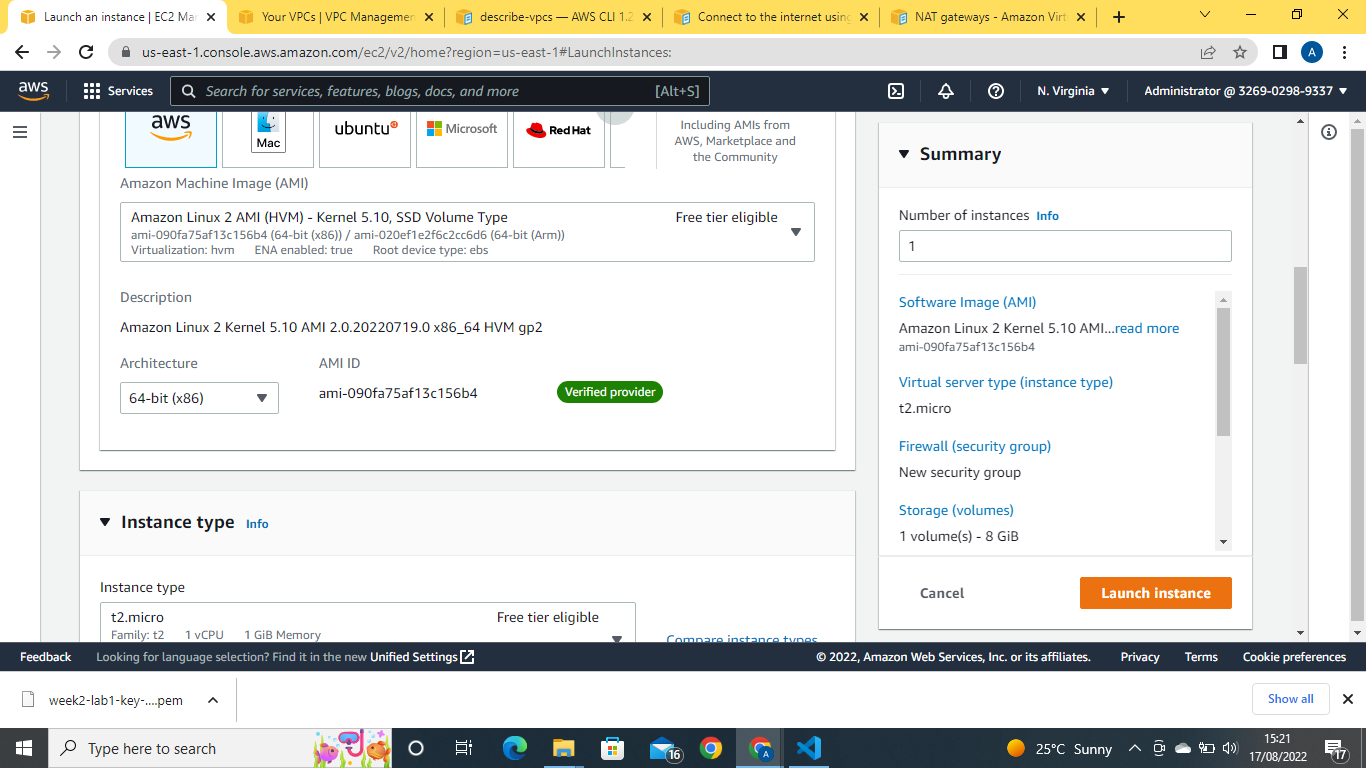 Launch an instance | EC2 Mar
Your VPCs | VPC Managemen
describe-vpcs — AWS CLI 1.2
Connect to the internet using
NAT gateways - Amazon Virt
us-east-1.console.aws.amazon.com/ec2/v2/home?region=us-east-1#LaunchInstances:
A
aws
Services
Search for services, features, blogs, docs, and more
[Alt+S]
N. Virginia
Administrator @ 3269-0298-9337
aws
Mac
ubuntu
Microsoft
Red Hat
Including AMIs from
AWS, Marketplace and
the Community
Amazon Machine Image (AMI)
Amazon Linux 2 AMI (HVM) - Kernel 5.10, SSD Volume Type
Free tier eligible
ami-090fa75af13c156b4 (64-bit (x86)) / ami-020ef1e2f6c2cc6d6 (64-bit (Arm))
Virtualization: hvm ENA enabled: true Root device type: ebs
Description
Amazon Linux 2 Kernel 5.10 AMI 2.0.20220719.0 x86_64 HVM gp2
Architecture
AMI ID
64-bit (x86)
ami-090fa75af13c156b4
Verified provider
Instance type Info
Instance type
t2.micro
Free tier eligible
Family: t2 1 vCPU 1 GiB Memory
Compare instance types
Summary
Number of instances Info
1
Software Image (AMI)
Amazon Linux 2 Kernel 5.10 AMI...read more
ami-090fa75af13c156b4
Virtual server type (instance type)
t2.micro
Firewall (security group)
New security group
Storage (volumes)
1 volume(s) - 8 GiB
Cancel
Launch instance
Feedback
Looking for language selection? Find it in the new Unified Settings
© 2022, Amazon Web Services, Inc. or its affiliates.
Privacy
Terms
Cookie preferences
week2-lab1-key-....pem
Show all
Type here to search
16
A
25°C Sunny
15:21
17/08/2022
17